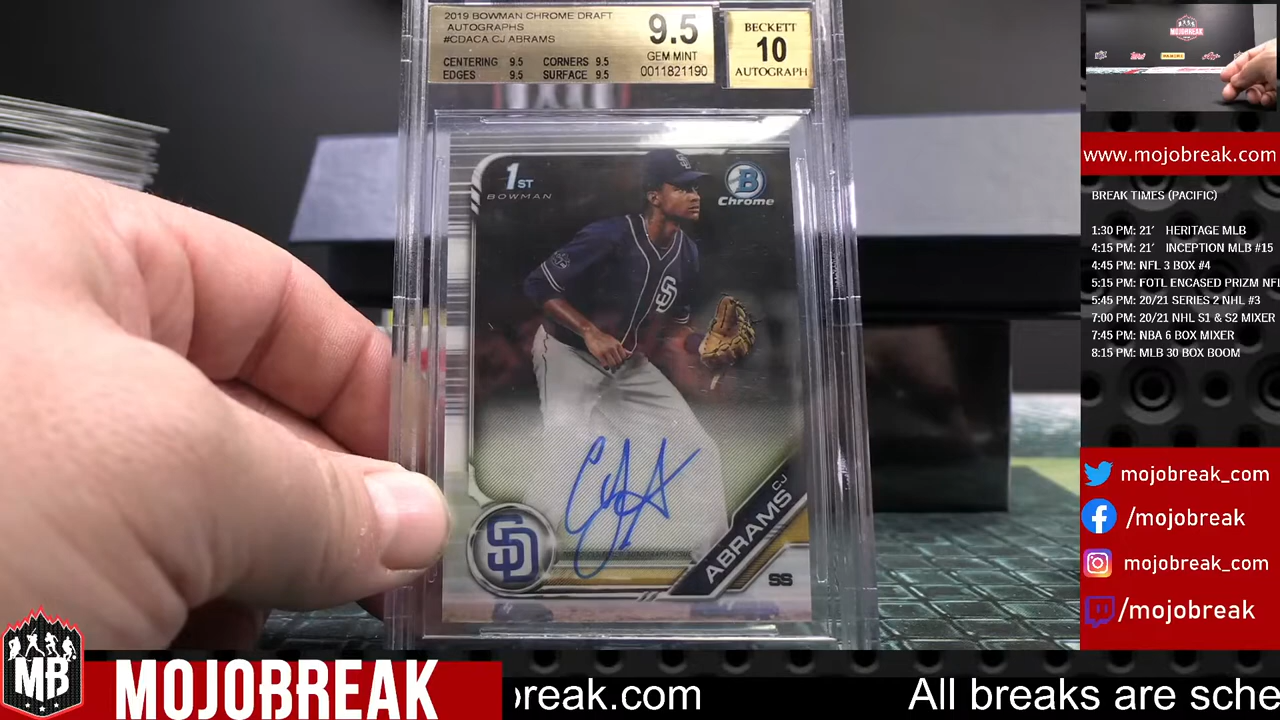 2019 BOWMAN CHROME DRAFT
AUTOGRAPHS
#CDACA CJ ABRAMS
CENTERING 9.5 CORNERS 9.5
EDGES 9.5 SURFACE 9.5
9.5
GEM MINT
0011821190
BECKETT
10
AUTOGRAPH
1ST
BOWMAN
B
Chrome
SD
SD
SD
CJ
ABRAMS
SS
MOJOBREAK
www.mojobreak.com
BREAK TIMES (PACIFIC)
1:30 PM: 21' HERITAGE MLB
4:15 PM: 21' INCEPTION MLB #15
4:45 PM: NFL 3 BOX #4
5:15 PM: FOTL ENCASED PRIZM NFL
5:45 PM: 20/21 SERIES 2 NHL #3
7:00 PM: 20/21 NHL S1 & S2 MIXER
7:45 PM: NBA 6 BOX MIXER
8:15 PM: MLB 30 BOX BOOM
mojobreak_com
/mojobreak
mojobreak_com
/mojobreak
MB
MOJOBREAK
break.com
All breaks are sche